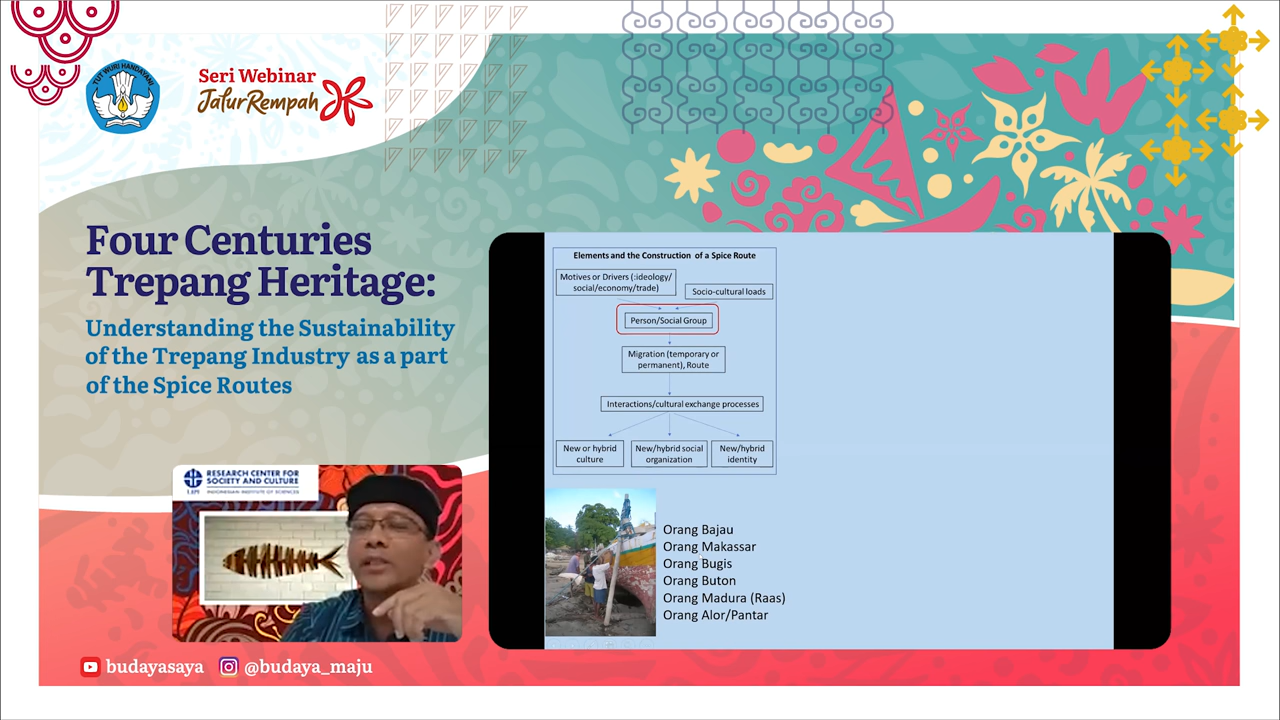 TUT WURI HANDAYANI
Seri Webinar
Jalur Rempah
Four Centuries
Trepang Heritage:
Understanding the Sustainability
of the Trepang Industry as a part
of the Spice Routes
RESEARCH CENTER FOR
SOCIETY AND CULTURE
LIPI
INDONESIAN INSTITUTE OF SCIENCES
budayasaya
@budaya_maju
Elements and the Construction of a Spice Route
Motives or Drivers (:ideology/
social/economy/trade)
Socio-cultural loads
Person/Social Group
Migration (temporary or
permanent), Route
Interactions/cultural exchange processes
New or hybrid
culture
New/hybrid social
organization
New/hybrid
identity
Orang Bajau
Orang Makassar
Orang Bugis
Orang Buton
Orang Madura (Raas)
Orang Alor/Pantar